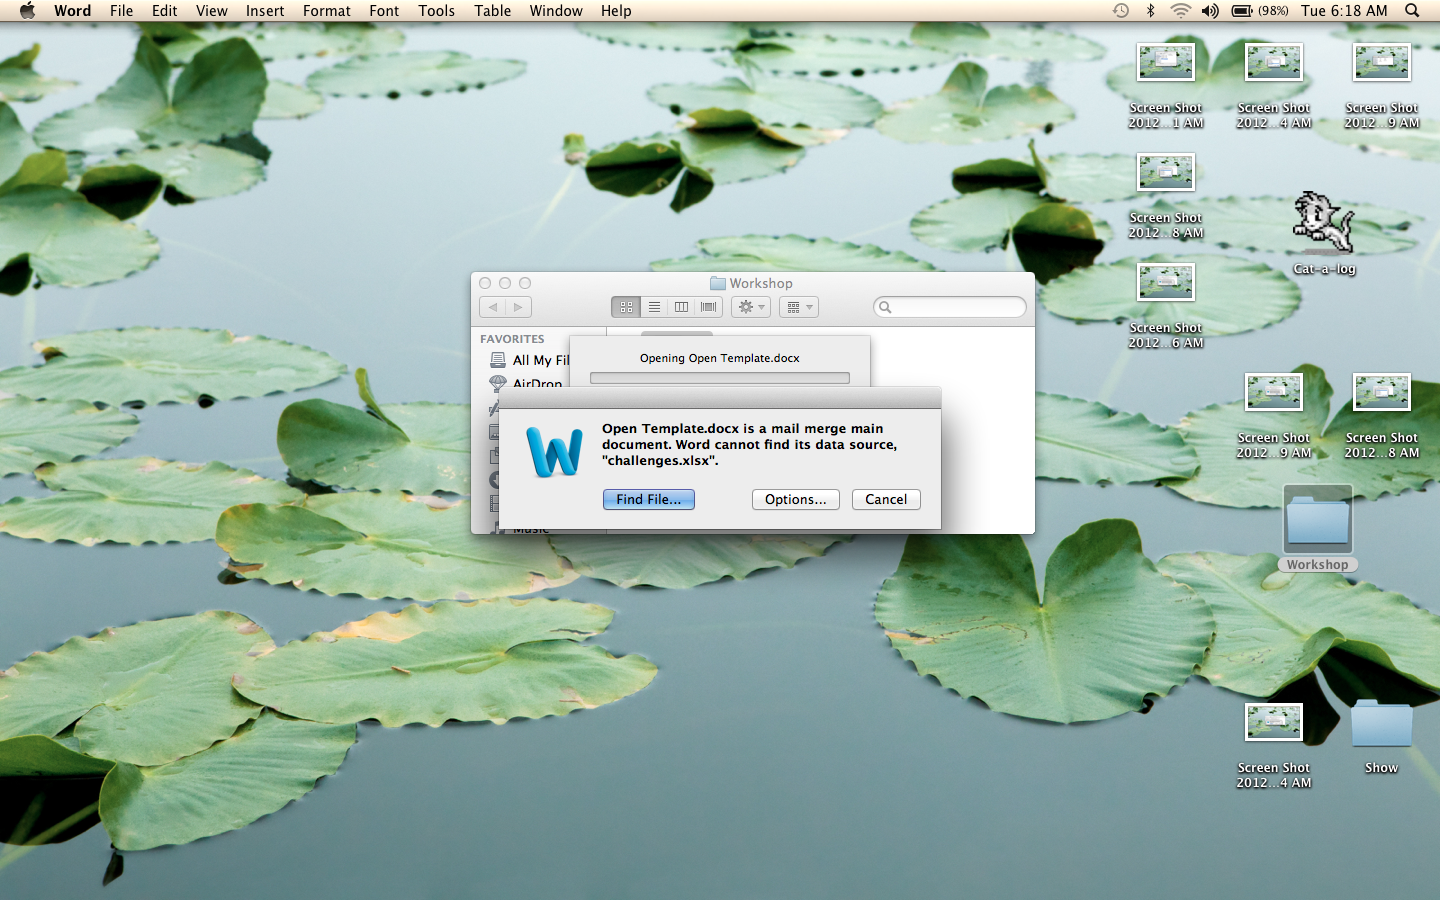 Word File Edit View Insert Format Font Tools Table Window Help
(98%) Tue 6:18 AM
Screen Shot
2012...1 AM
Screen Shot
2012...4 AM
Screen Shot
2012...9 AM
Screen Shot
2012...8 AM
Cat-a-log
Screen Shot
2012...6 AM
Workshop
FAVORITES
All My Fil
AirDrop
Music
Opening Open Template.docx
Open Template.docx is a mail merge main
document. Word cannot find its data source,
"challenges.xlsx".
Find File...
Options...
Cancel
Screen Shot
2012...9 AM
Screen Shot
2012...8 AM
Workshop
Screen Shot
2012...4 AM
Show